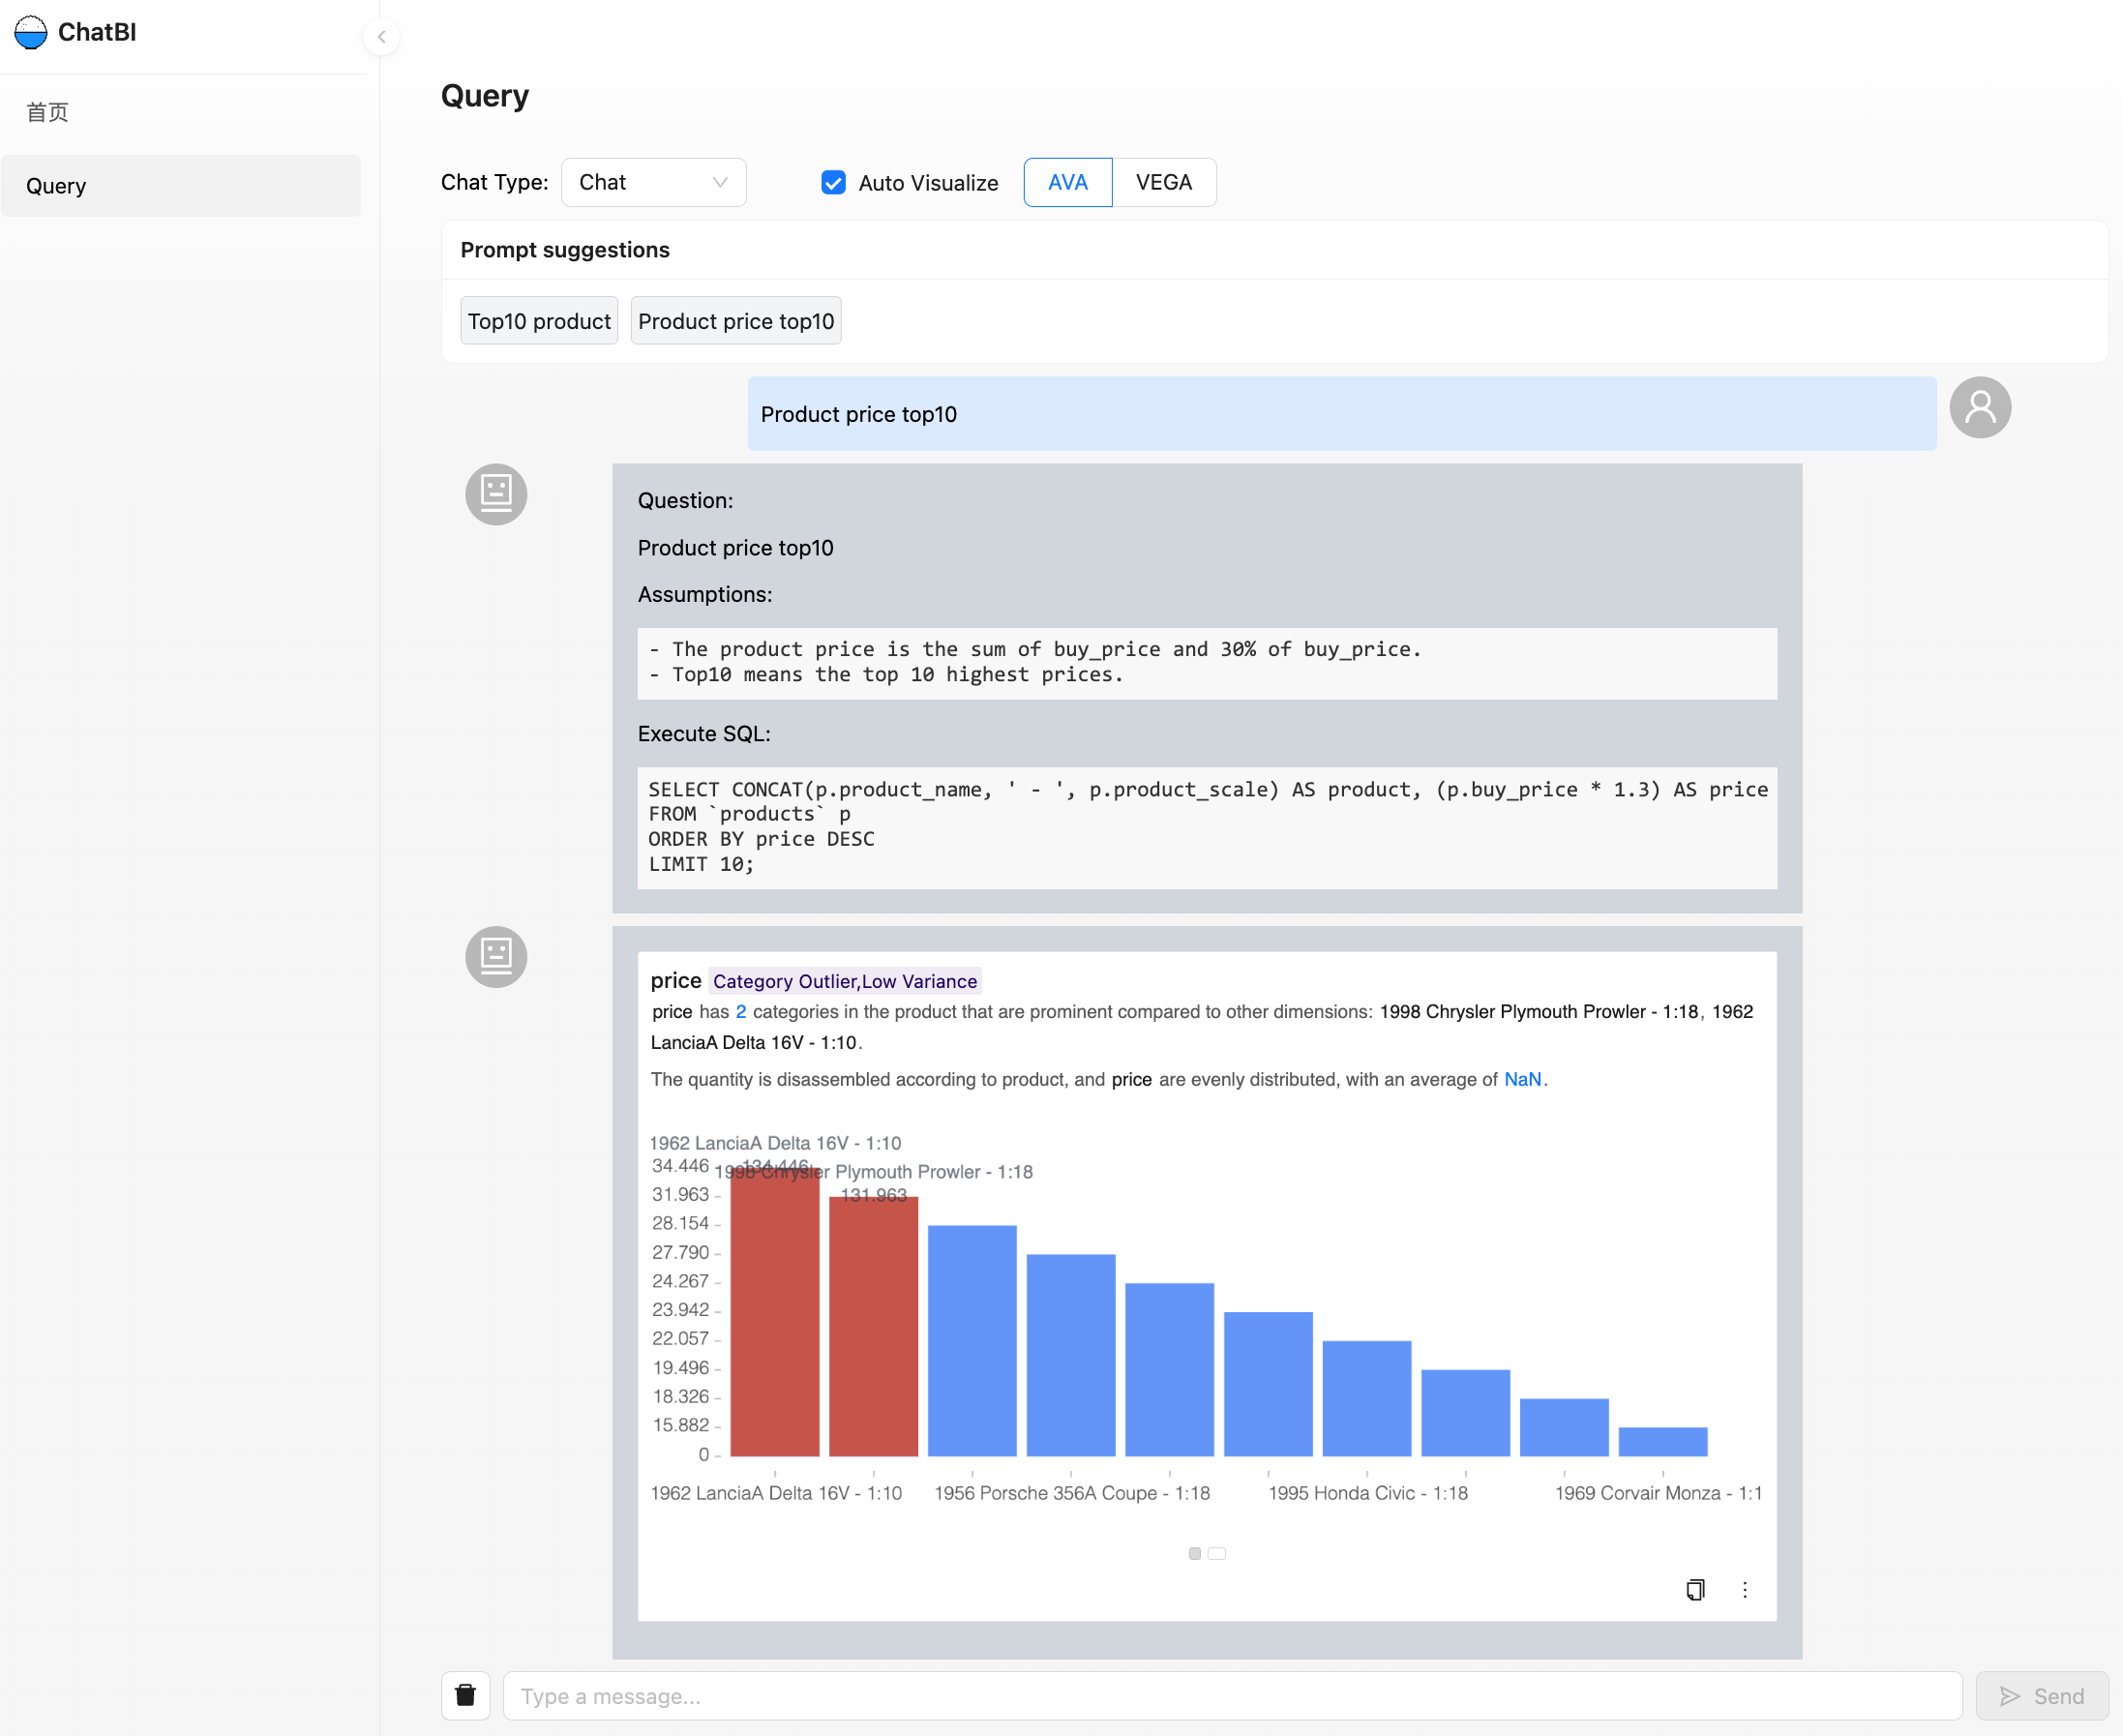 ChatBI
首页
Query
Query
Chat Type: Chat Auto Visualize AVA VEGA
Prompt suggestions
Top10 product Product price top10
Product price top10
Question:
Product price top10
Assumptions:
- The product price is the sum of buy_price and 30% of buy_price.
- Top10 means the top 10 highest prices.
Execute SQL:
SELECT CONCAT(p.product_name, ' - ', p.product_scale) AS product, (p.buy_price * 1.3) AS price
FROM `products` p
ORDER BY price DESC
LIMIT 10;
price Category Outlier,Low Variance
price has 2 categories in the product that are prominent compared to other dimensions: 1998 Chrysler Plymouth Prowler - 1:18, 1962
LanciaA Delta 16V - 1:10.
The quantity is disassembled according to product, and price are evenly distributed, with an average of NaN.
1962 LanciaA Delta 16V - 1:10
134.446
1998 Chrysler Plymouth Prowler - 1:18
131.963
34.446
31.963
28.154
27.790
24.267
23.942
22.057
19.496
18.326
15.882
0
1962 LanciaA Delta 16V - 1:10 1956 Porsche 356A Coupe - 1:18 1995 Honda Civic - 1:18 1969 Corvair Monza - 1:1
Type a message...
Send